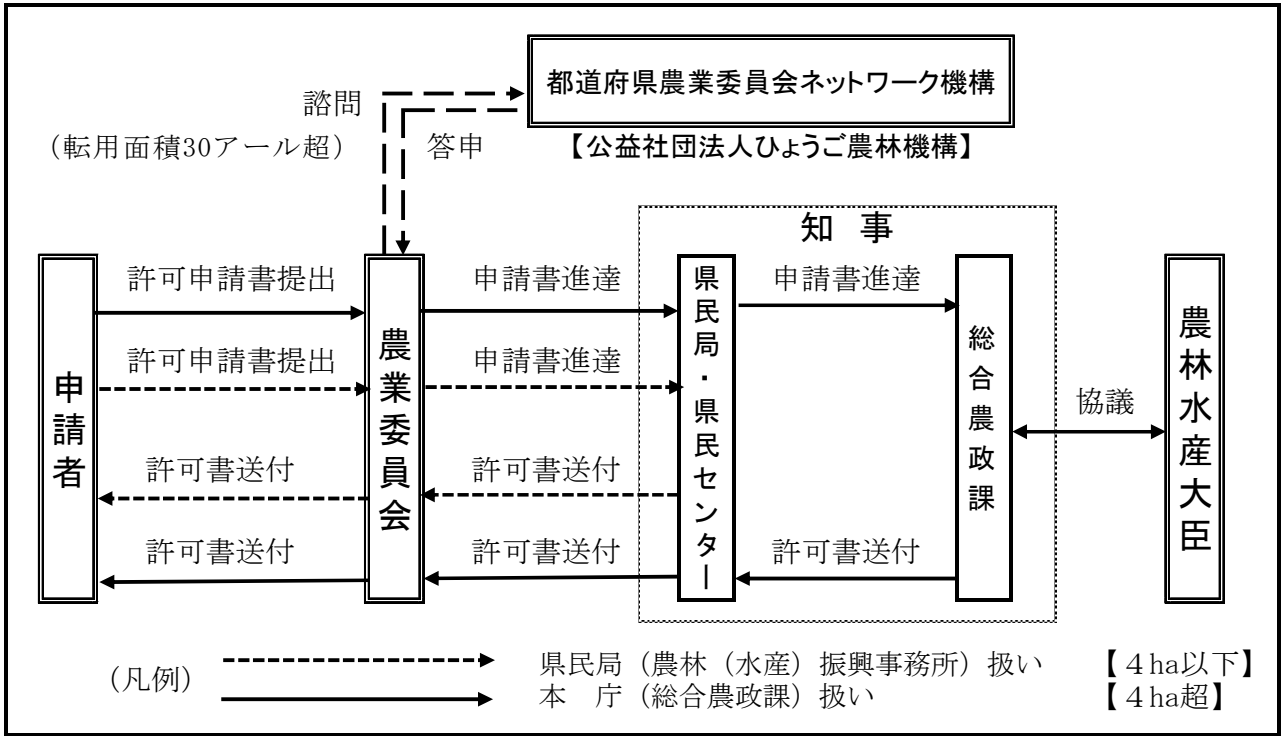 都道府県農業委員会ネットワーク機構
【公益社団法人ひょうご農林機構】
諮問
（転用面積30アール超）
答申
知　事
申請者
許可申請書提出
許可申請書提出
許可書送付
許可書送付
農業委員会
申請書進達
申請書進達
許可書送付
許可書送付
県民局・県民センター
申請書進達
許可書送付
総合農政課
協議
農林水産大臣
（凡例）
県民局（農林（水産）振興事務所）扱い　【４ha以下】
本　庁（総合農政課）扱い　【４ha超】